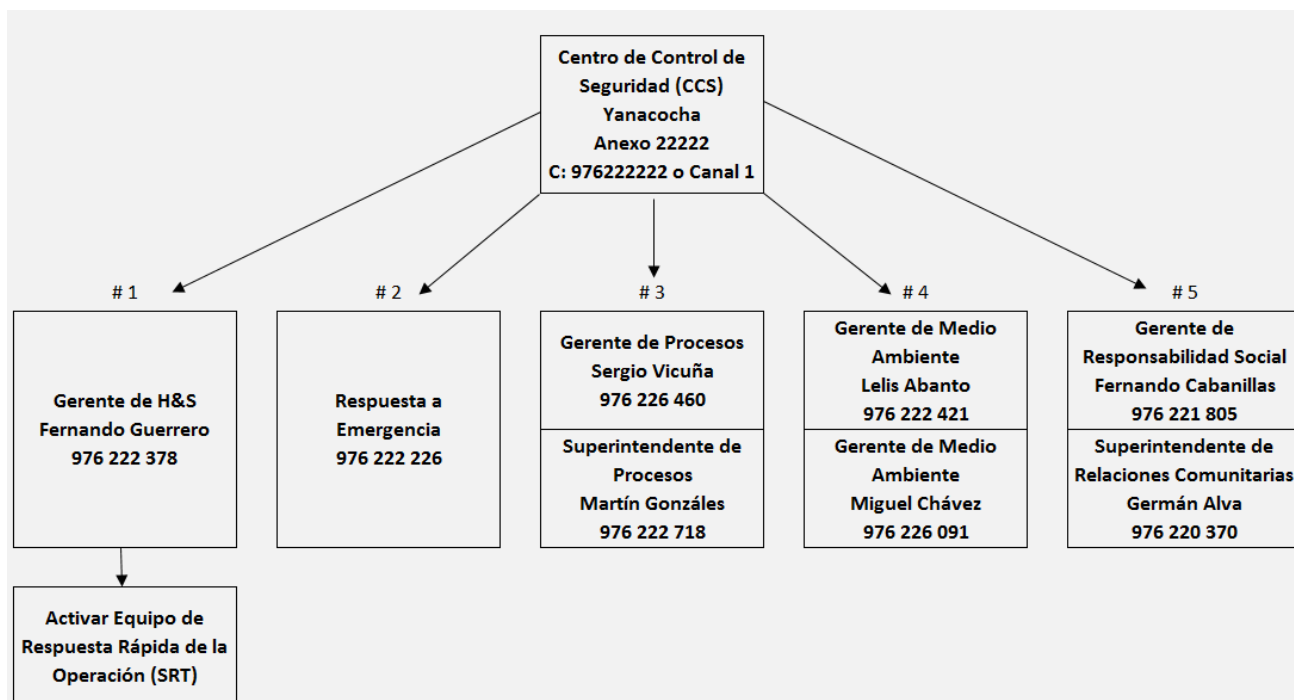 Centro de Control de
Seguridad (CCS)
Yanacocha
Anexo 22222
C: 976222222 o Canal 1
# 1
# 2
# 3
# 4
# 5
Gerente de H&S
Fernando Guerrero
976 222 378
Respuesta a
Emergencia
976 222 226
Gerente de Procesos
Sergio Vicuña
976 226 460
Superintendente de
Procesos
Martín Gonzáles
976 222 718
Gerente de Medio
Ambiente
Lelis Abanto
976 222 421
Gerente de Medio
Ambiente
Miguel Chávez
976 226 091
Gerente de
Responsabilidad Social
Fernando Cabanillas
976 221 805
Superintendente de
Relaciones Comunitarias
Germán Alva
976 220 370
Activar Equipo de
Respuesta Rápida de la
Operación (SRT)